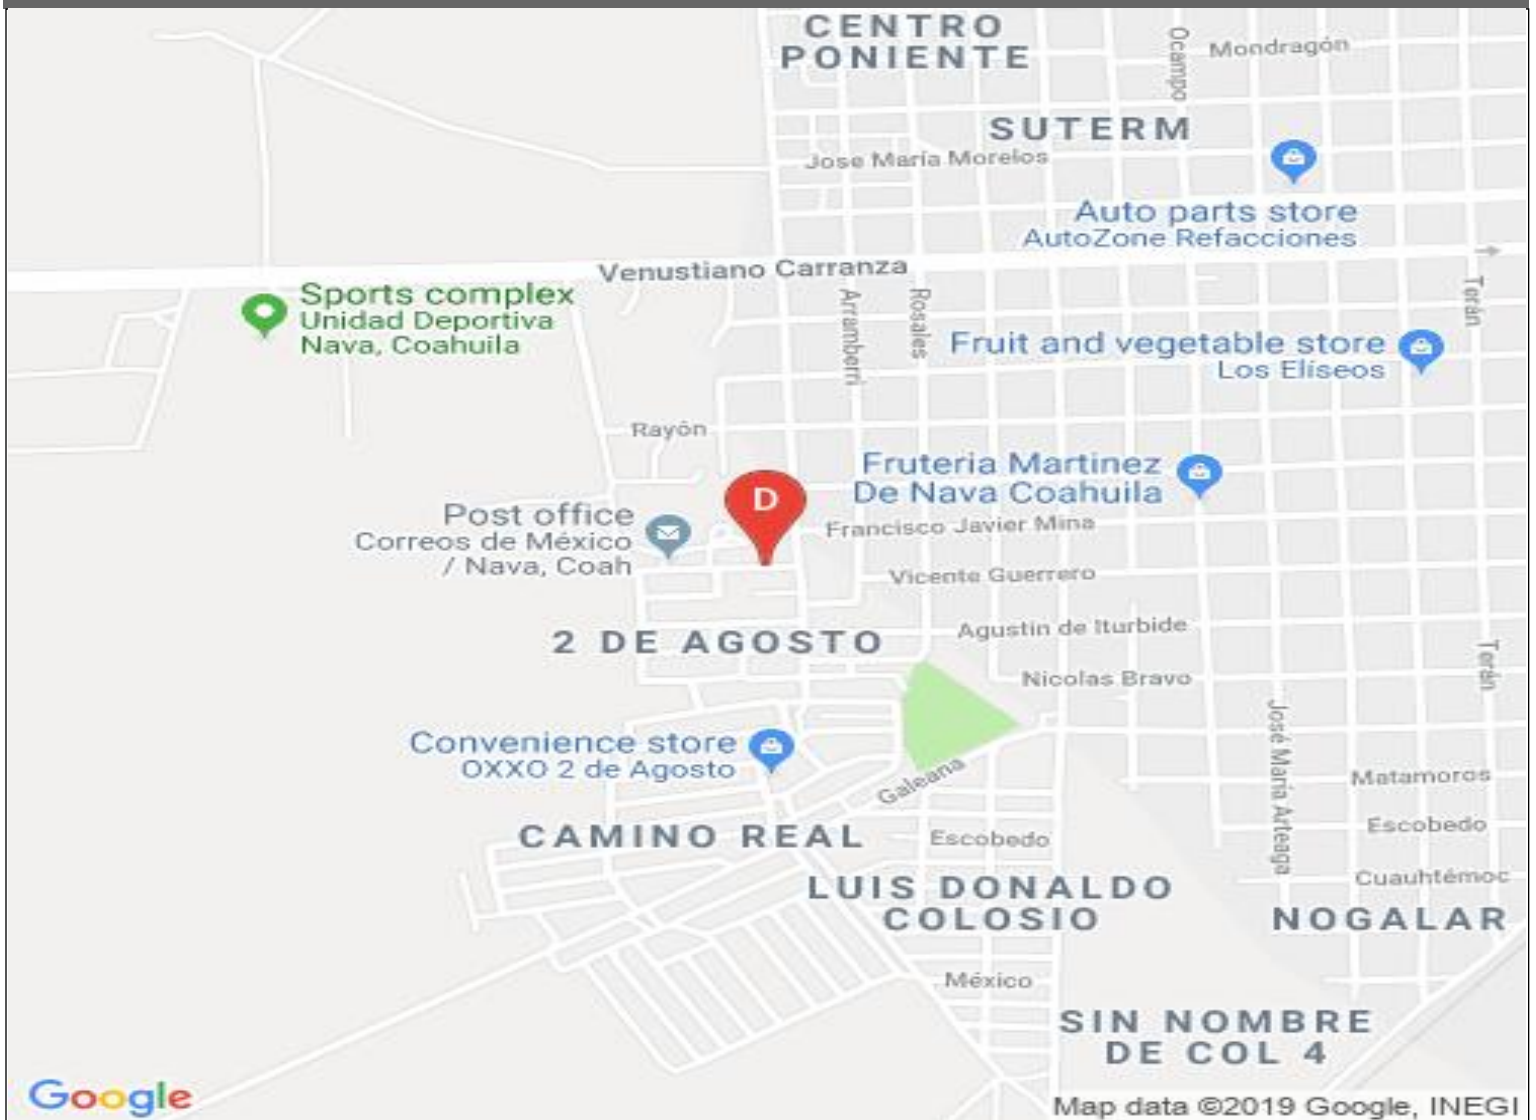 CENTRO
PONIENTE
Ocampo
Mondragón
SUTERM
Jose María Morelos
Auto parts store
AutoZone Refacciones
Venustiano Carranza
Sports complex
Unidad Deportiva
Nava, Coahuila
Arramberri
Rosales
Terán
Fruit and vegetable store
Los Eliseos
Rayón
Fruteria Martinez
De Nava Coahuila
D
Post office
Correos de México
/ Nava, Coah
Francisco Javier Mina
Vicente Guerrero
2 DE AGOSTO
Agustin de Iturbide
Nicolas Bravo
Terán
José María Arteaga
Convenience store
OXXO 2 de Agosto
Galeana
Matamoros
CAMINO REAL
Escobedo
Escobedo
Cuauhtémoc
LUIS DONALDO
COLOSIO
NOGALAR
México
SIN NOMBRE
DE COL 4
Google
Map data ©2019 Google, INEGI